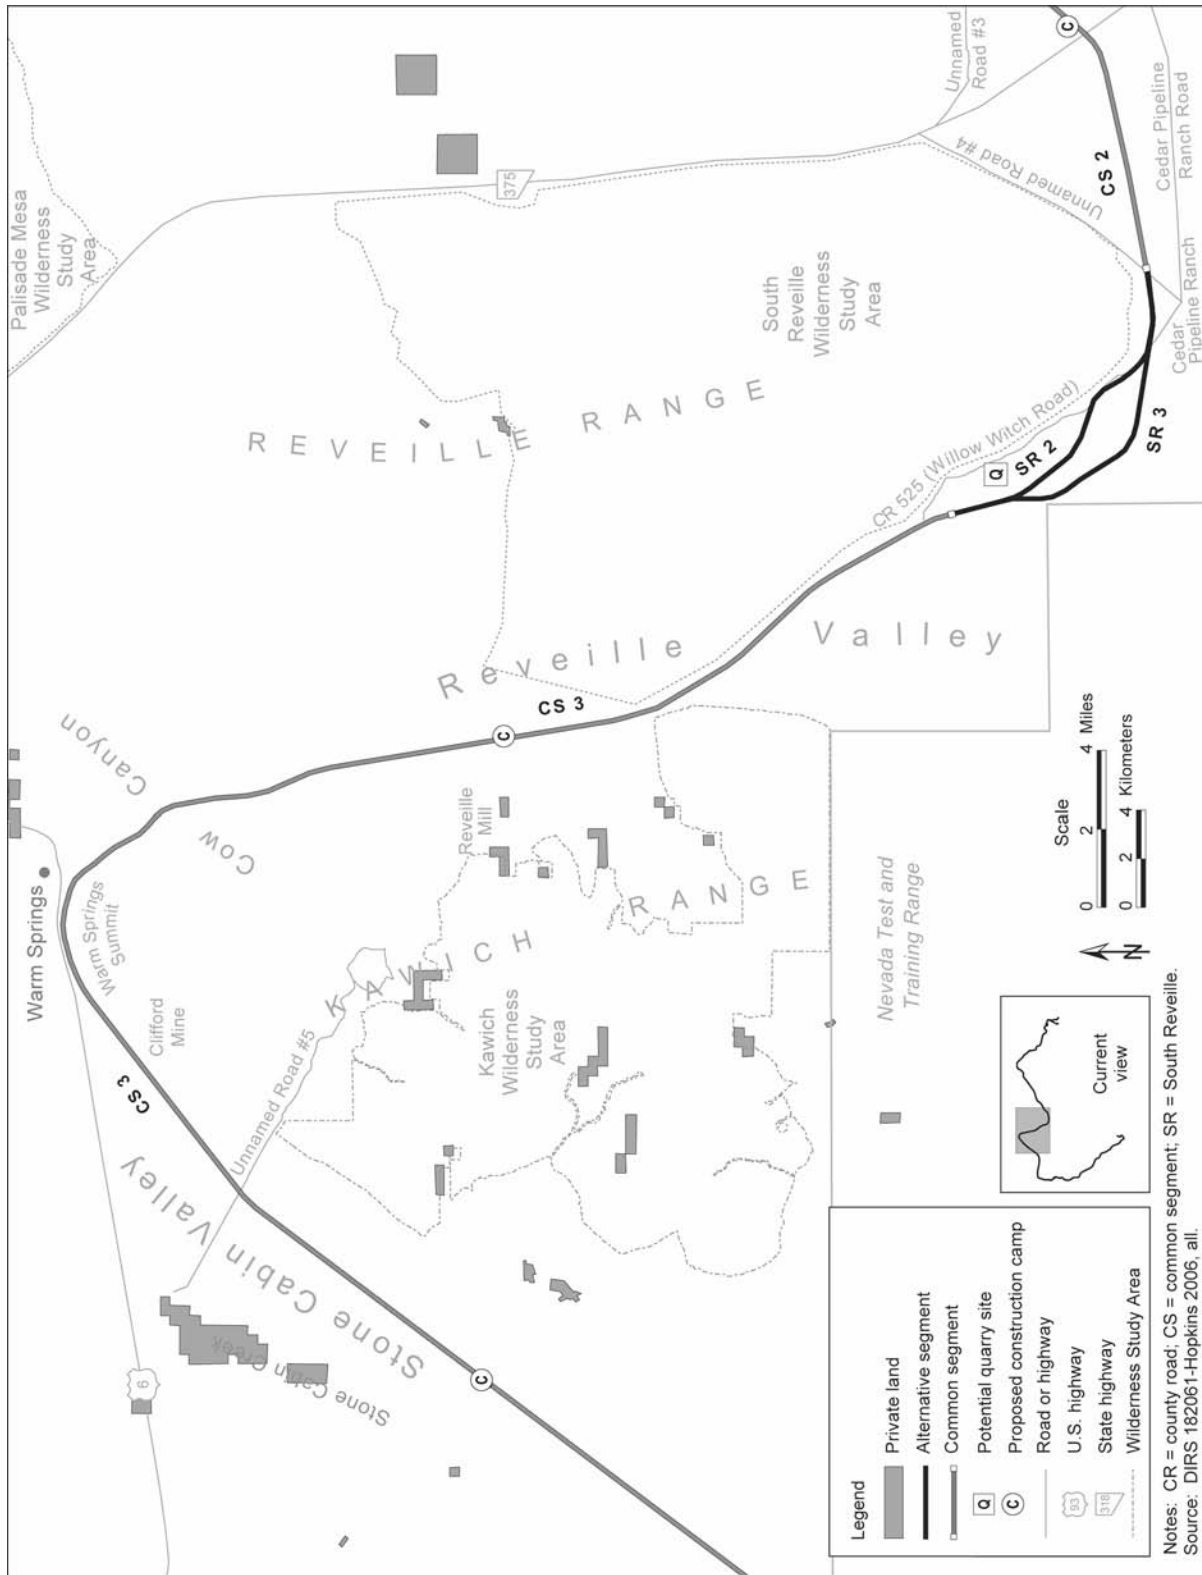 Palisade Mesa
Wilderness
Study
Area
Unnamed
Road #3
C
375
Unnamed Road #4
CS 2
Cedar Pipeline
Ranch Road
South
Reveille
Wilderness
Study
Area
Cedar
Pipeline Ranch
REVEILLE RANGE
CR 525 (Willow Witch Road)
Q
SR 2
SR 3
Reveille Valley
CS 3
C
Cow Canyon
Warm Springs
Warm Springs
Summit
Clifford
Mine
CS 3
Reveille
Mill
KAWICH RANGE
Unnamed Road #5
Kawich
Wilderness
Study
Area
Stone Cabin Valley
Stone Cabin Creek
6
C
Nevada Test and
Training Range
Scale
0 2 4 Miles
0 2 4 Kilometers
N
Current
view
Legend
Private land
Alternative segment
Common segment
Q Potential quarry site
C Proposed construction camp
Road or highway
93 U.S. highway
318 State highway
Wilderness Study Area
Notes: CR = county road; CS = common segment; SR = South Reveille.
Source: DIRS 182061-Hopkins 2006, all.